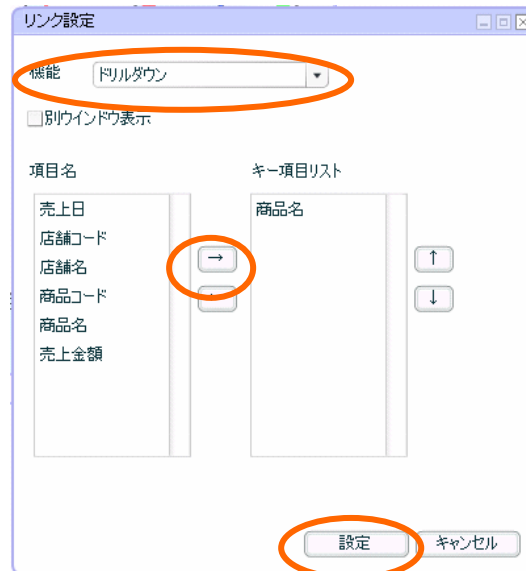 リンク設定
機能 ドリルダウン
別ウインドウ表示
項目名 キー項目リスト
売上日 商品名
店舗コード
店舗名
商品コード
商品名
売上金額
→ ↑
↓
設定 キャンセル